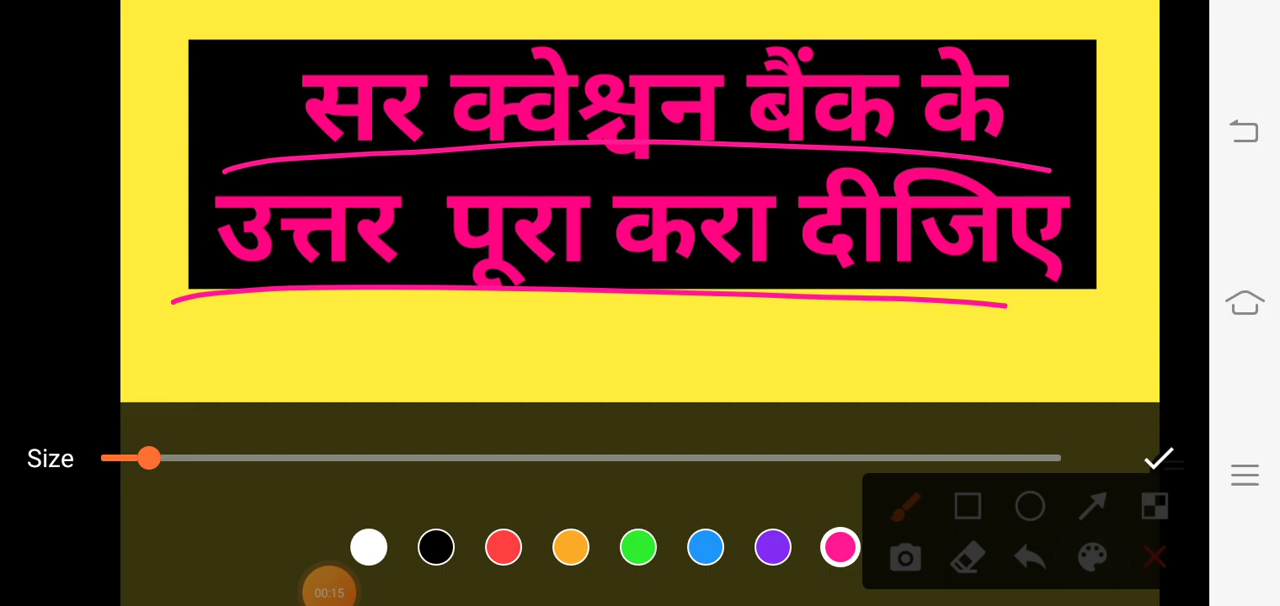 सर क्वेश्चन बैंक के
उत्तर पूरा करा दीजिए
Size
00:15